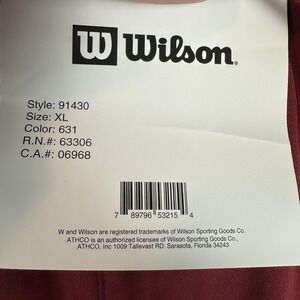 W Wilson®
Style: 91430
Size: XL
Color: 631
R.N.#: 63306
C.A.#: 06968
7 89796 53215 4
W and Wilson are registered trademarks of Wilson Sporting Goods Co.
ATHCO is an authorized licensee of Wilson Sporting Goods Co.,
ATHCO, Inc 1009 Tallevast RD. Sarasota, Florida 34243